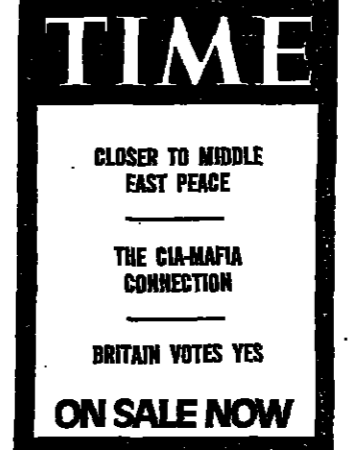 TIME
CLOSER TO MIDDLE
EAST PEACE
THE CIA-MAFIA
CONNECTION
BRITAIN VOTES YES
ON SALE NOW